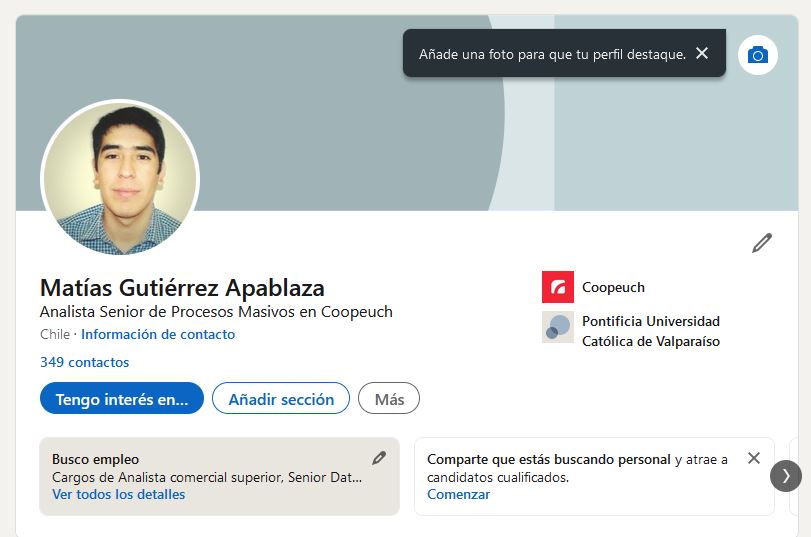 Añade una foto para que tu perfil destaque.
Matías Gutiérrez Apablaza
Analista Senior de Procesos Masivos en Coopeuch
Chile · Información de contacto
349 contactos
Coopeuch
Pontificia Universidad
Católica de Valparaíso
Tengo interés en...
Añadir sección
Más
Busco empleo
Cargos de Analista comercial superior, Senior Dat...
Ver todos los detalles
Comparte que estás buscando personal y atrae a
candidatos cualificados.
Comenzar